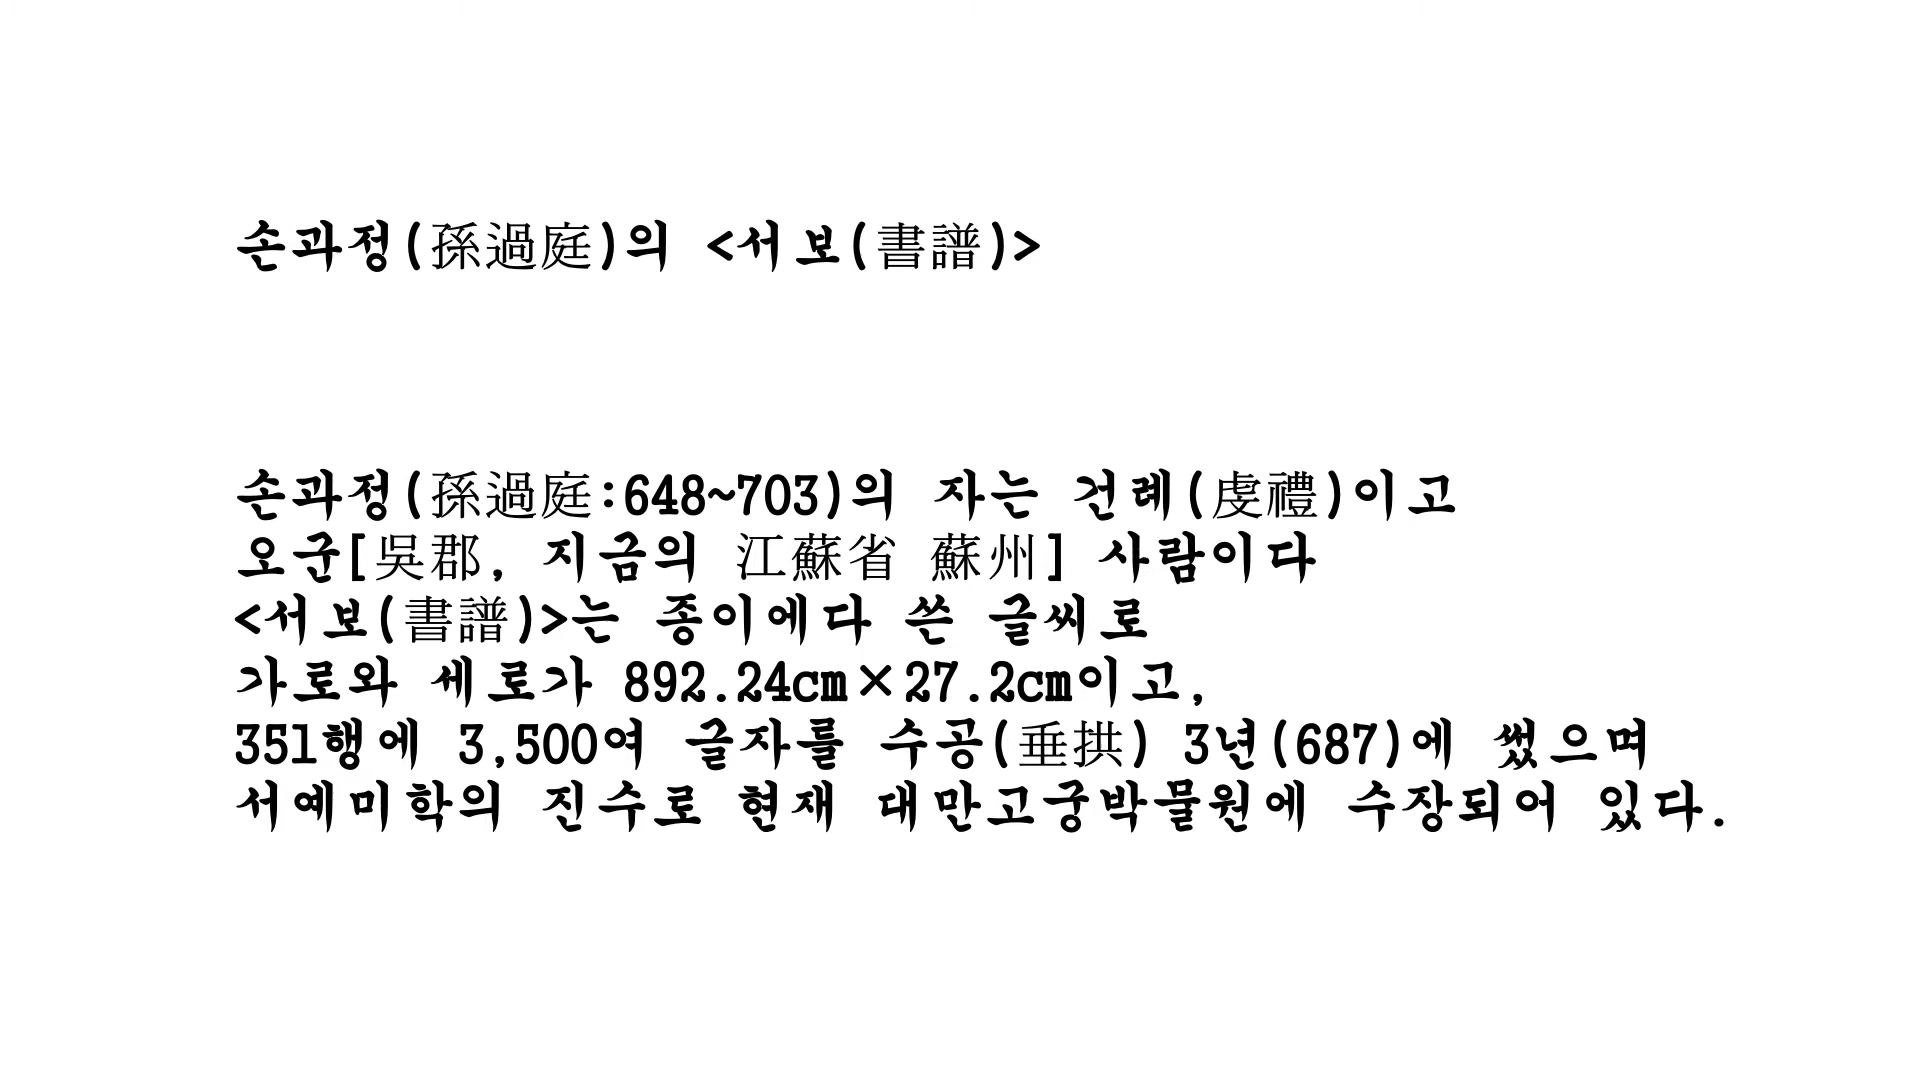 손과정(孫過庭)의 <서보(書譜)>
손과정(孫過庭:648~703)의 자는 건례(虔禮)이고
오군[吳郡, 지금의 江蘇省 蘇州] 사람이다
<서보(書譜)>는 종이에다 쓴 글씨로
가로와 세로가 892.24cm×27.2cm이고,
351행에 3,500여 글자를 수공(垂拱) 3년(687)에 썼으며
서예미학의 진수로 현재 대만고궁박물원에 수장되어 있다.